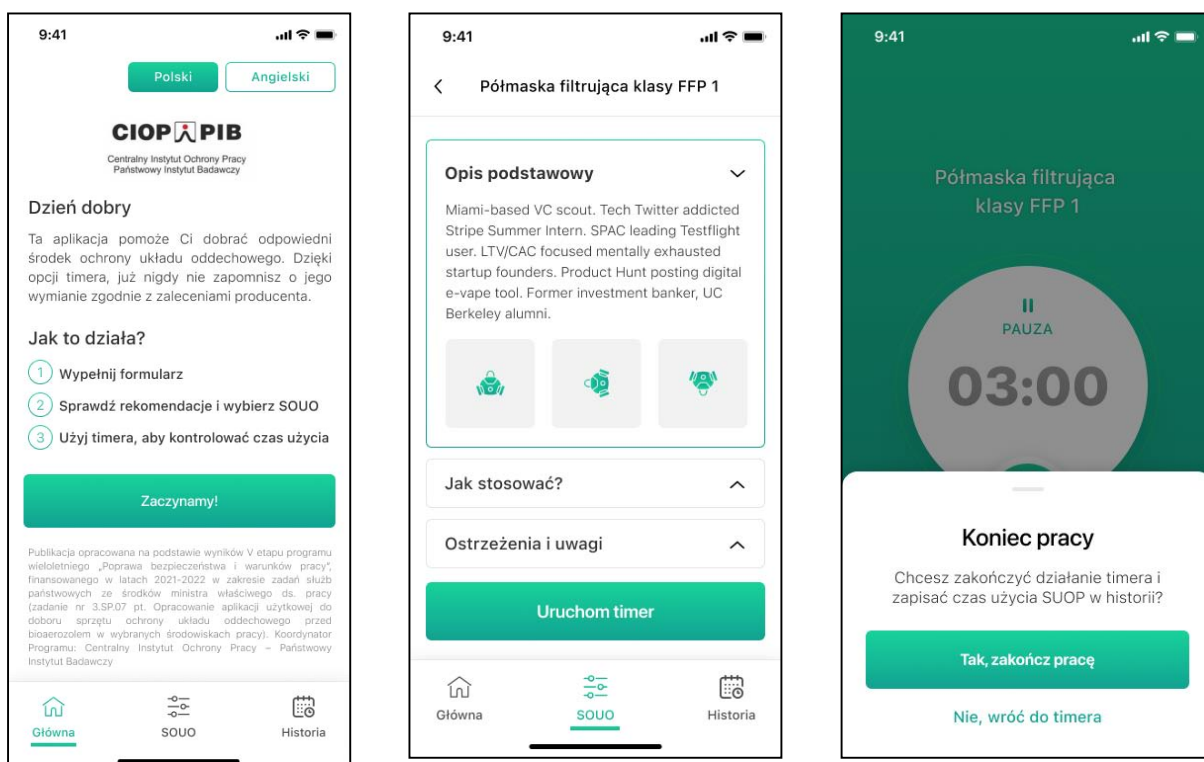 9:41
Polski
Angielski
CIOP PIB
Centralny Instytut Ochrony Pracy
Państwowy Instytut Badawczy
Dzień dobry
Ta aplikacja pomoże Ci dobrać odpowiedni
środek ochrony układu oddechowego. Dzięki
opcji timera, już nigdy nie zapomnisz o jego
wymianie zgodnie z zaleceniami producenta.
Jak to działa?
1 Wypełnij formularz
2 Sprawdź rekomendacje i wybierz SOUO
3 Użyj timera, aby kontrolować czas użycia
Zaczynamy!
Publikacja opracowana na podstawie wyników V etapu programu
wieloletniego „Poprawa bezpieczeństwa i warunków pracy”,
finansowanego w latach 2021-2022 w zakresie zadań służb
państwowych ze środków ministra właściwego ds. pracy
(zadanie nr 3.SP.07 pt. Opracowanie aplikacji użytkowej do
doboru sprzętu ochrony układu oddechowego przed
bioaerozolem w wybranych środowiskach pracy). Koordynator
Programu: Centralny Instytut Ochrony Pracy – Państwowy
Instytut Badawczy
Główna
SOUO
Historia
9:41
Półmaska filtrująca klasy FFP 1
Opis podstawowy
Miami-based VC scout. Tech Twitter addicted
Stripe Summer Intern. SPAC leading Testflight
user. LTV/CAC focused mentally exhausted
startup founders. Product Hunt posting digital
e-vape tool. Former investment banker, UC
Berkeley alumni.
Jak stosować?
Ostrzeżenia i uwagi
Uruchom timer
Główna
SOUO
Historia
9:41
Półmaska filtrująca
klasy FFP 1
PAUZA
03:00
Koniec pracy
Chcesz zakończyć działanie timera i
zapisać czas użycia SUOP w historii?
Tak, zakończ pracę
Nie, wróć do timera